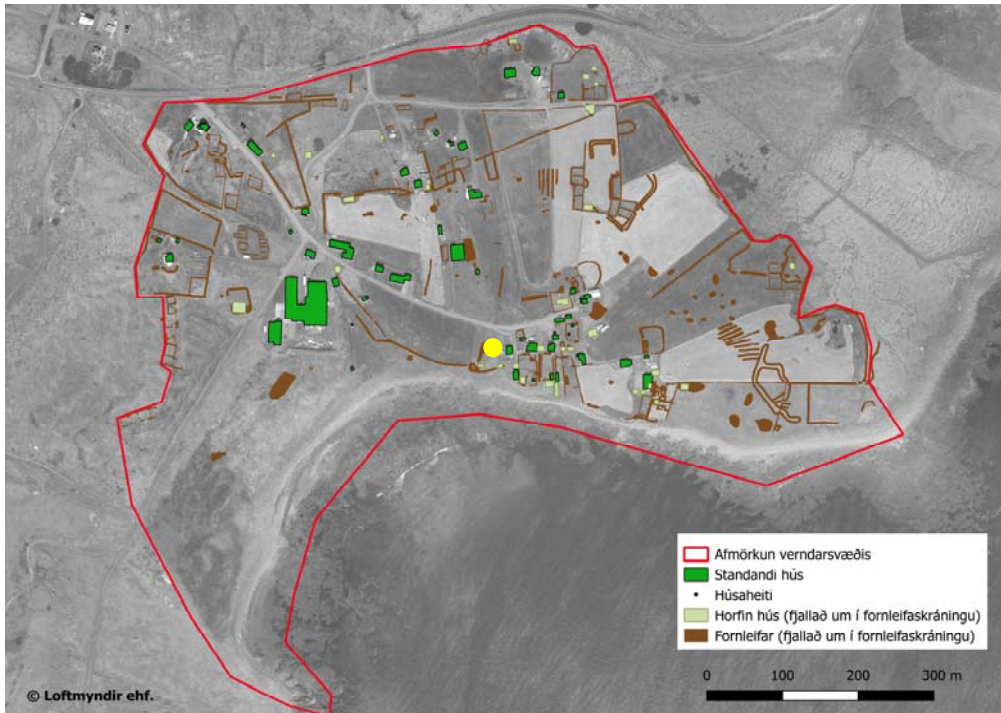 Afmörkun verndarsvæðis
Standandi hús
Húsaheiti
Horfin hús (fjallað um í fornleifaskráningu)
Fornleifar (fjallað um í fornleifaskráningu)
0 100 200 300 m
© Loftmyndir ehf.